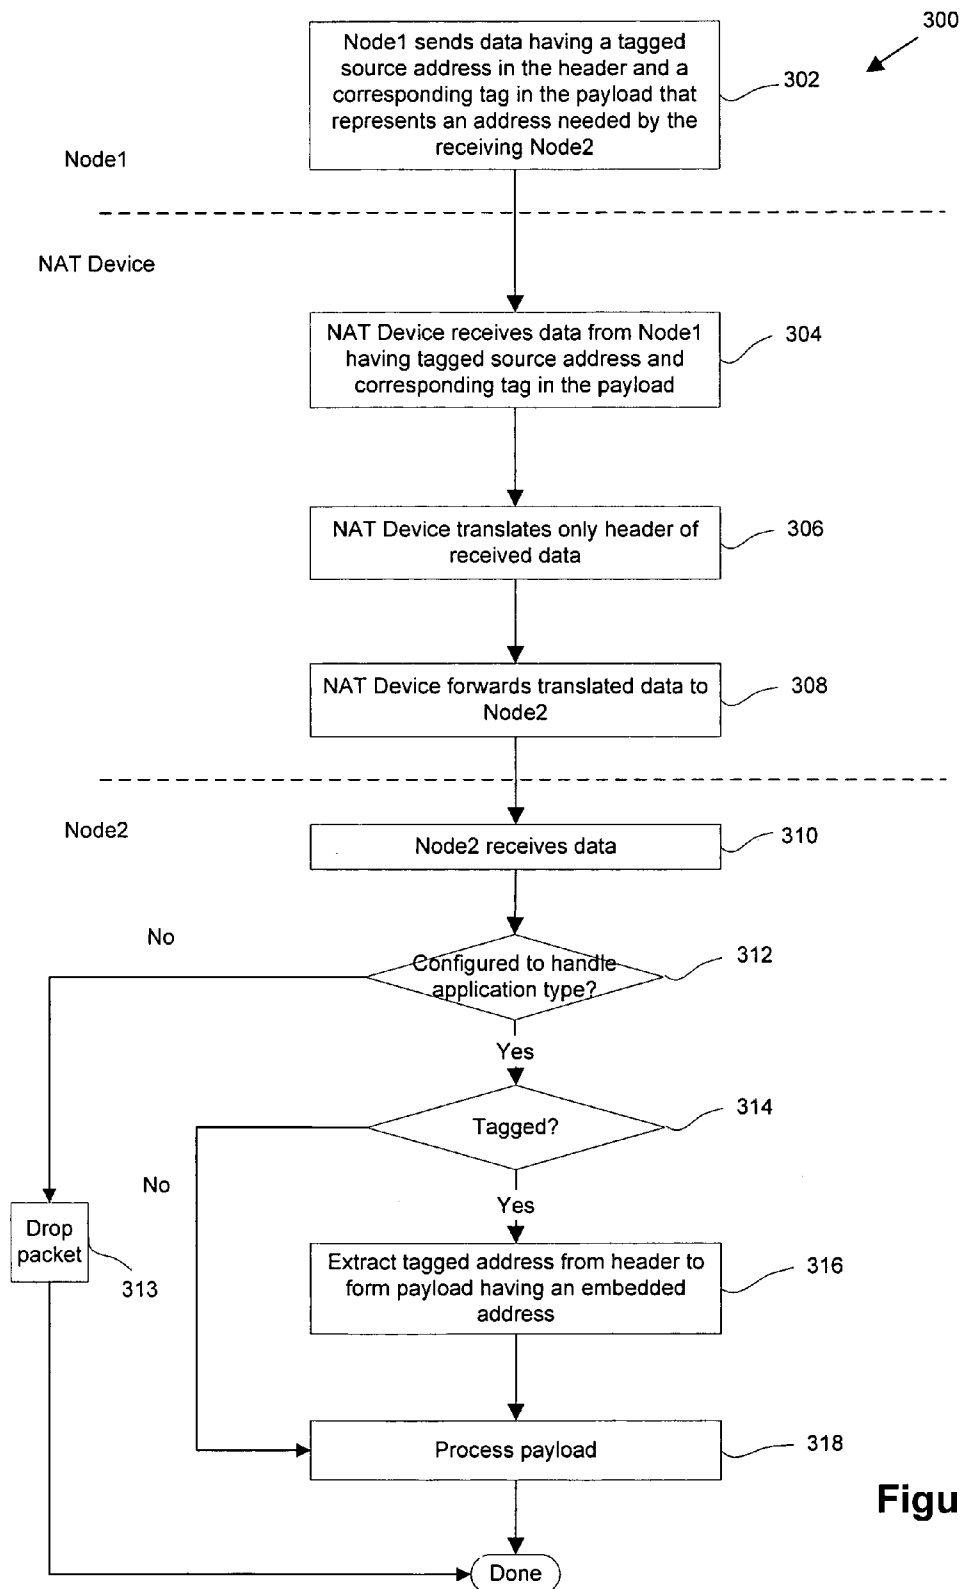 300
Node1 sends data having a tagged
source address in the header and a
corresponding tag in the payload that
represents an address needed by the
receiving Node2
302
Node1
NAT Device
NAT Device receives data from Node1
having tagged source address and
corresponding tag in the payload
304
NAT Device translates only header of
received data
306
NAT Device forwards translated data to
Node2
308
Node2
Node2 receives data
310
No
Configured to handle
application type?
312
Yes
Tagged?
314
No
Yes
Drop
packet
313
Extract tagged address from header to
form payload having an embedded
address
316
Process payload
318
Figu
Done